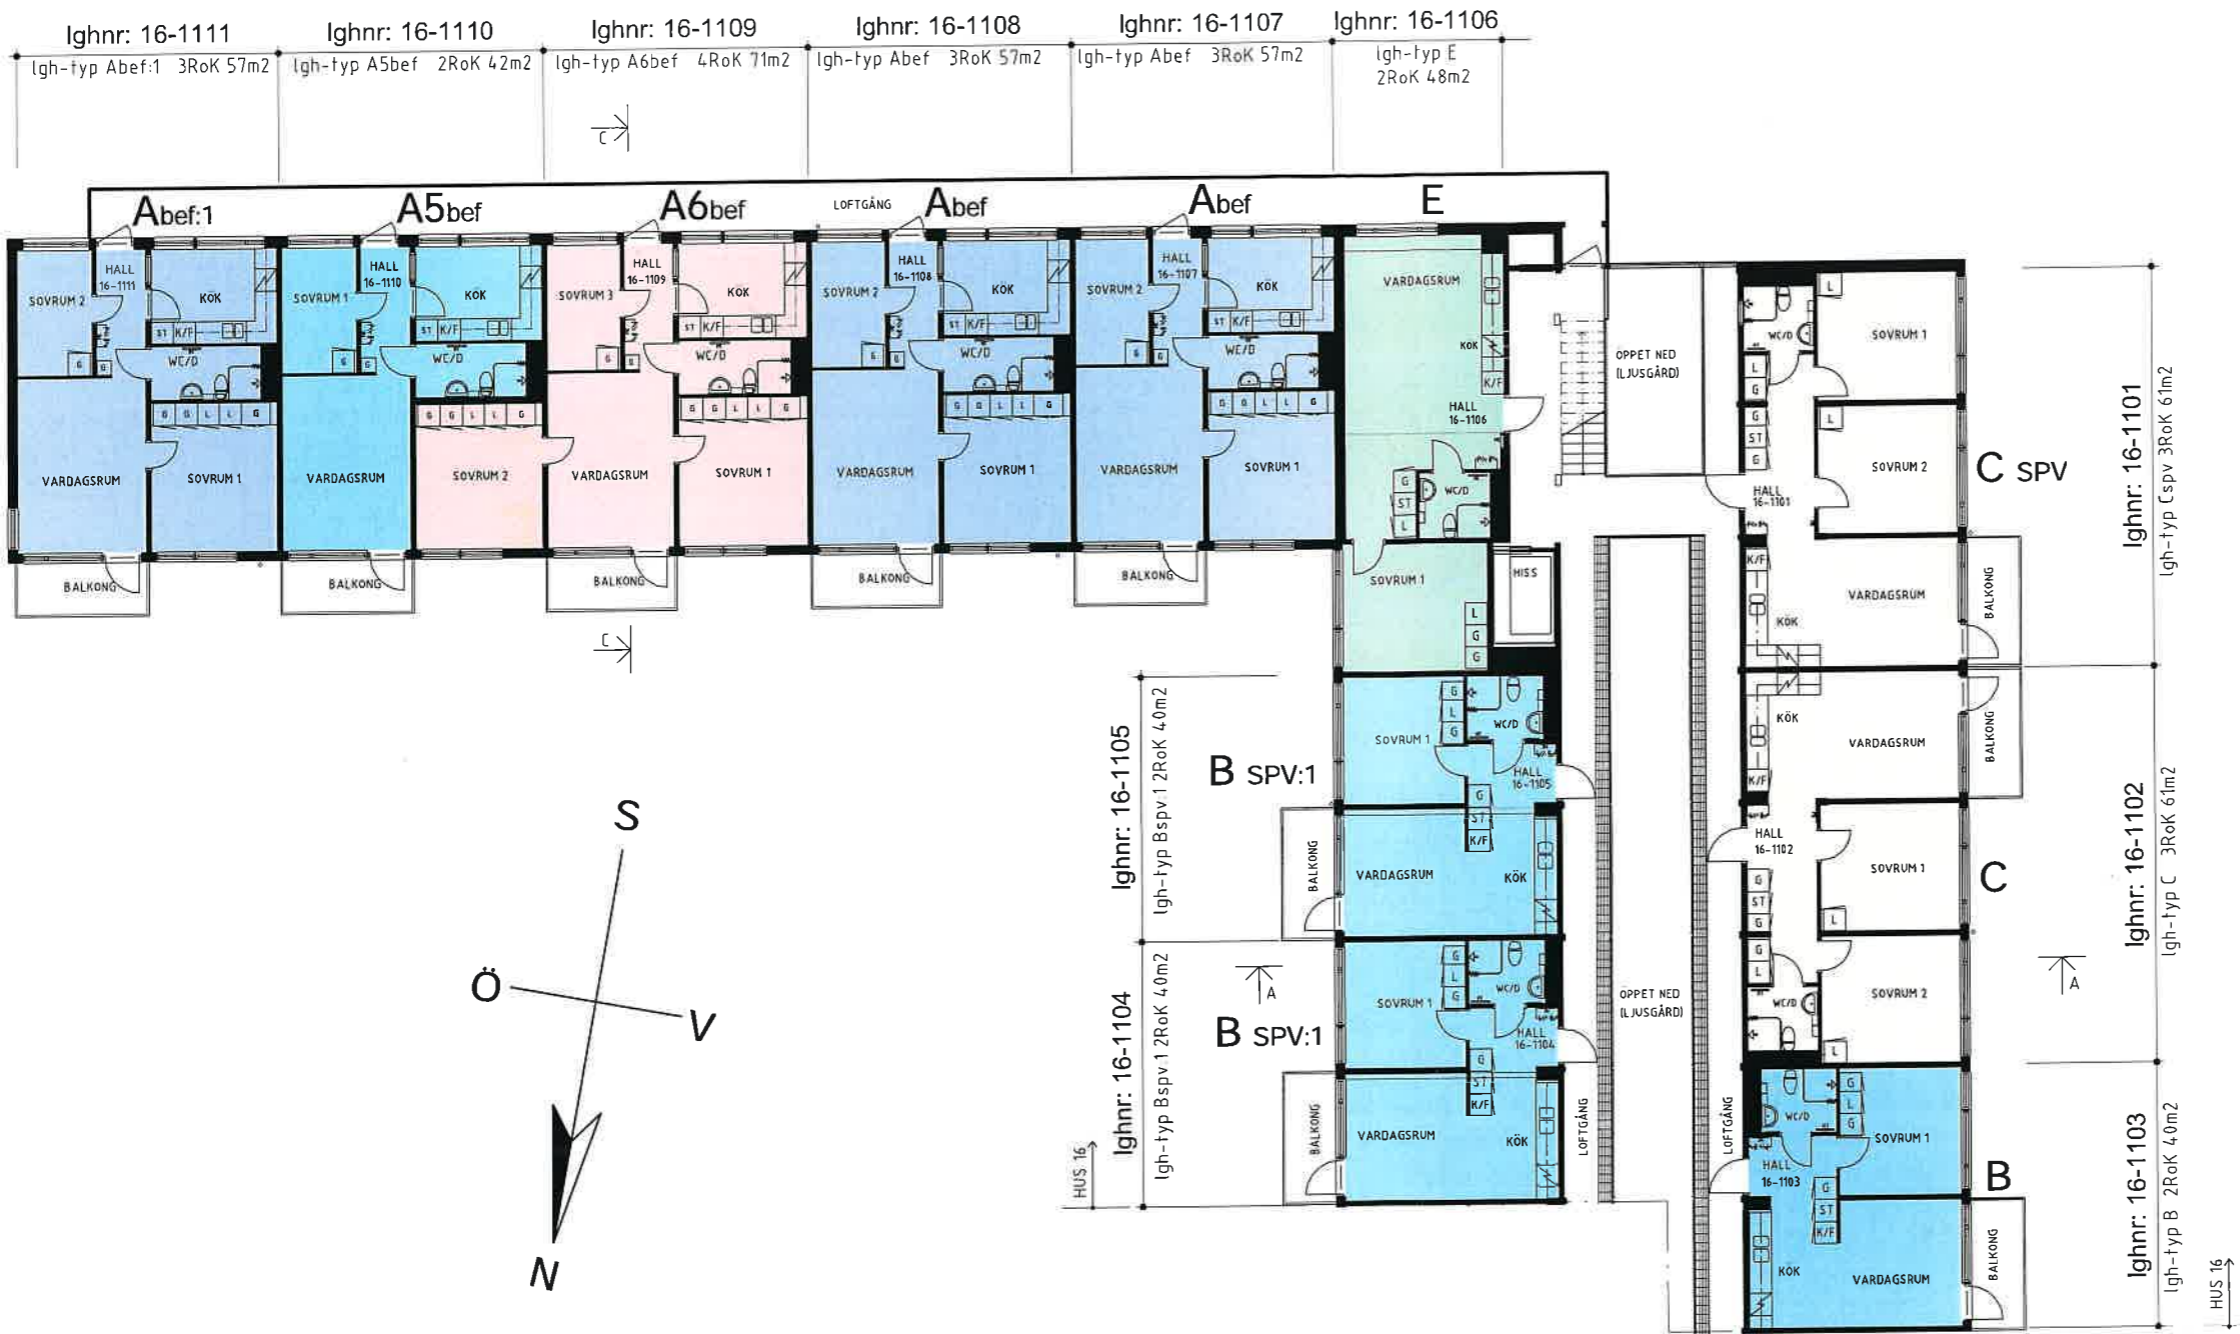 lghnr: 16-1111
lgh-typ Abef:1 3RoK 57m2
lghnr: 16-1110
lgh-typ A5bef 2RoK 42m2
lghnr: 16-1109
lgh-typ A6bef 4RoK 71m2
lghnr: 16-1108
lgh-typ Abef 3RoK 57m2
lghnr: 16-1107
lgh-typ Abef 3RoK 57m2
lghnr: 16-1106
lgh-typ E
2RoK 48m2
C
Abef:1
A5bef
A6bef
LOFTGÅNG
Abef
Abef
E
SOVRUM 2
HALL
16-1111
KÖK
ST K/F
G
G
WC/D
G G L L G
VARDAGSRUM
SOVRUM 1
BALKONG
SOVRUM 1
HALL
16-1110
KÖK
ST K/F
G
G
WC/D
VARDAGSRUM
BALKONG
G G L L G
SOVRUM 2
SOVRUM 3
HALL
16-1109
KÖK
ST K/F
G
G
WC/D
G G L L G
VARDAGSRUM
SOVRUM 1
BALKONG
C
SOVRUM 2
HALL
16-1108
KÖK
ST K/F
G
G
WC/D
G G L L G
VARDAGSRUM
SOVRUM 1
BALKONG
SOVRUM 2
HALL
16-1107
KÖK
ST K/F
G
G
WC/D
G G L L G
VARDAGSRUM
SOVRUM 1
BALKONG
VARDAGSRUM
KÖK
K/F
HALL
16-1106
G
ST
L
WC/D
SOVRUM 1
L
G
G
HISS
ÖPPET NED
(LJUSGÅRD)
L
SOVRUM 1
WC/D
L
G
G
ST
G
L
SOVRUM 2
HALL
16-1101
K/F
KÖK
VARDAGSRUM
BALKONG
C SPV
lghnr: 16-1101
lgh-typ Cspv 3RoK 61m2
KÖK
VARDAGSRUM
BALKONG
K/F
HALL
16-1102
SOVRUM 1
G
ST
G
L
G
L
SOVRUM 2
WC/D
L
C
lghnr: 16-1102
lgh-typ C 3RoK 61m2
A
lghnr: 16-1105
lgh-typ Bspv:1 2RoK 40m2
B SPV:1
SOVRUM 1
G
L
G
WC/D
HALL
16-1105
G
ST
K/F
VARDAGSRUM
KÖK
BALKONG
lghnr: 16-1104
lgh-typ Bspv:1 2RoK 40m2
A
B SPV:1
SOVRUM 1
G
L
G
WC/D
HALL
16-1104
G
ST
K/F
VARDAGSRUM
KÖK
BALKONG
HUS 16
LOFTGÅNG
ÖPPET NED
(LJUSGÅRD)
LOFTGÅNG
WC/D
G
L
G
SOVRUM 1
HALL
16-1103
G
ST
K/F
KÖK
VARDAGSRUM
BALKONG
B
lghnr: 16-1103
lgh-typ B 2RoK 40m2
HUS 16
S
Ö
V
N